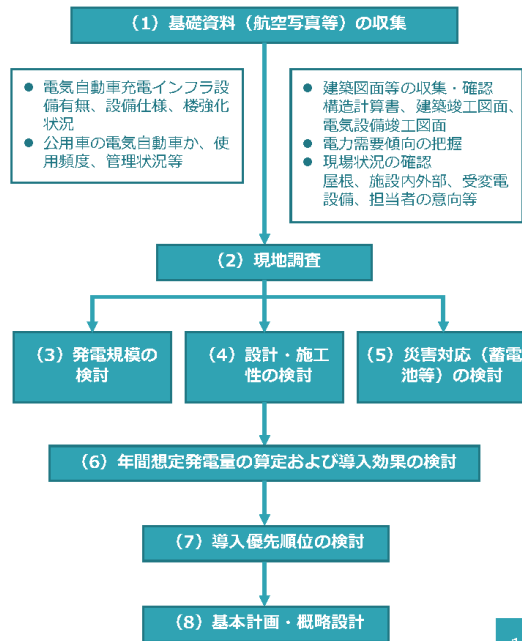 （1）基礎資料（航空写真等）の収集
● 電気自動車充電インフラ設
備有無、設備仕様、楼強化
状況
● 公用車の電気自動車か、使
用頻度、管理状況等
● 建築図面等の収集・確認
構造計算書、建築竣工図面、
電気設備竣工図面
● 電力需要傾向の把握
● 現場状況の確認
屋根、施設内外部、受変電
設備、担当者の意向等
（2）現地調査
（3）発電規模の
検討
（4）設計・施工
性の検討
（5）災害対応（蓄電
池等）の検討
（6）年間想定発電量の算定および導入効果の検討
（7）導入優先順位の検討
（8）基本計画・概略設計